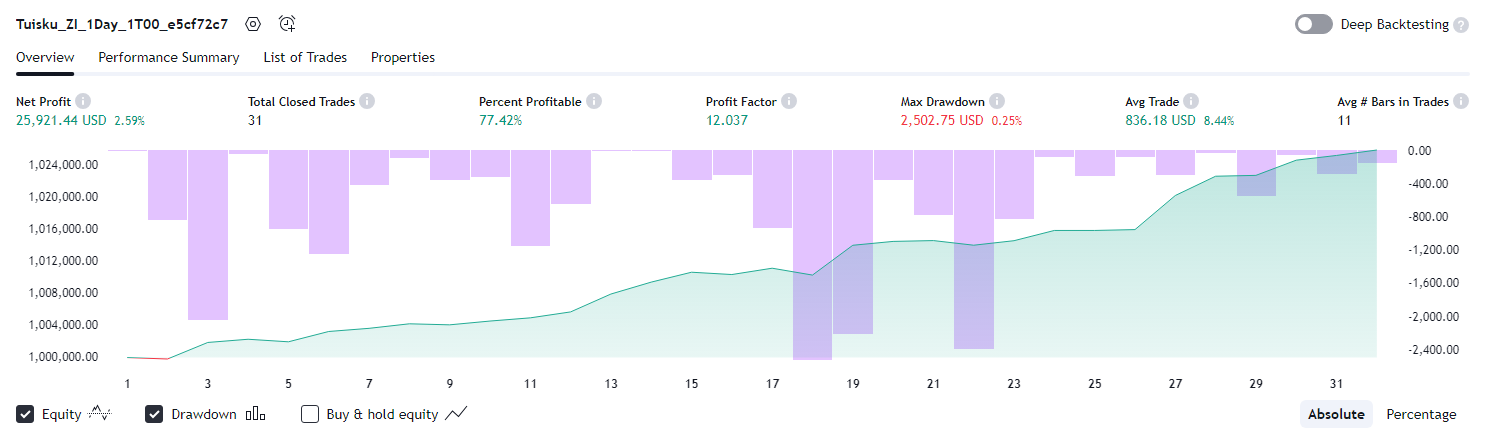 Tuisku_ZI_1Day_1T00_e5cf72c7 Deep Backtesting ?
Overview Performance Summary List of Trades Properties
Net Profit i Total Closed Trades i Percent Profitable i Profit Factor i Max Drawdown i Avg Trade i Avg # Bars in Trades i
25,921.44 USD 2.59% 31 77.42% 12.037 2,502.75 USD 0.25% 836.18 USD 8.44% 11
1,024,000.00 0.00
1,020,000.00 -400.00
1,016,000.00 -800.00
1,012,000.00 -1,200.00
1,008,000.00 -1,600.00
1,004,000.00 -2,000.00
1,000,000.00 -2,400.00
1 3 5 7 9 11 13 15 17 19 21 23 25 27 29 31
Equity Drawdown Buy & hold equity Absolute Percentage